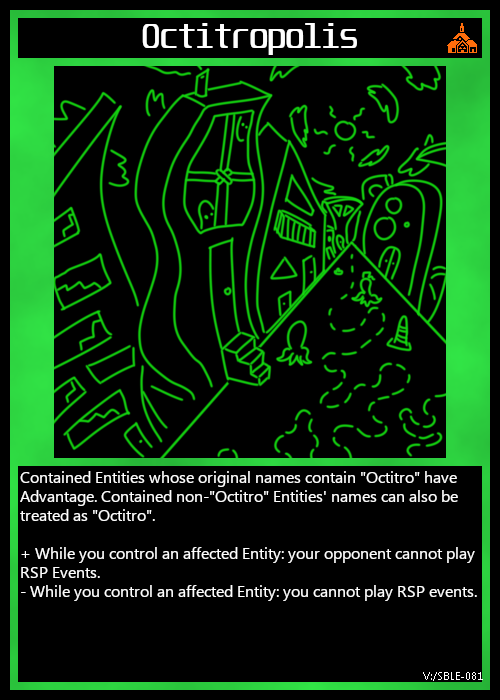 Octitropolis
Contained Entities whose original names contain "Octitro" have
Advantage. Contained non-"Octitro" Entities' names can also be
treated as "Octitro".
+ While you control an affected Entity: your opponent cannot play
RSP Events.
- While you control an affected Entity: you cannot play RSP events.
V:/SBLE-081